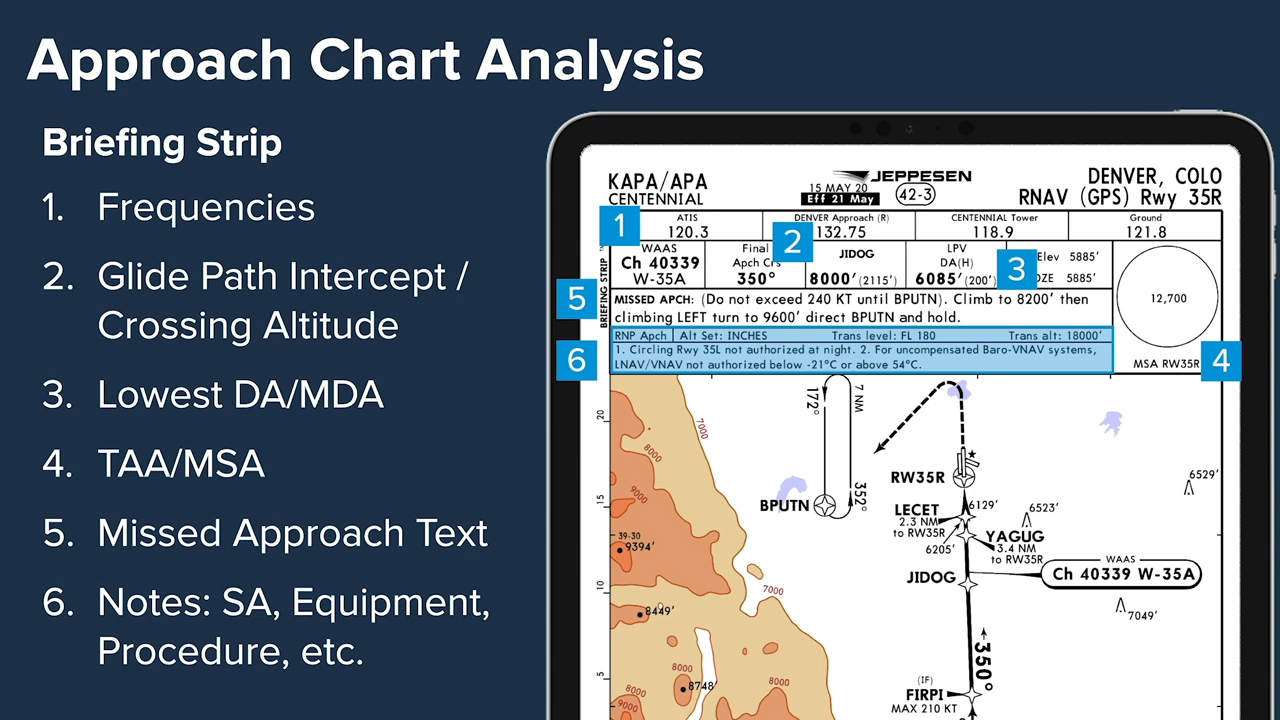 Approach Chart Analysis
Briefing Strip
1. Frequencies
2. Glide Path Intercept /
Crossing Altitude
3. Lowest DA/MDA
4. TAA/MSA
5. Missed Approach Text
6. Notes: SA, Equipment,
Procedure, etc.
KAPA/APA
CENTENNIAL
15 MAY 20
Eff 21 May
JEPPESEN
42-3
DENVER, COLO
RNAV (GPS) Rwy 35R
1
ATIS
120.3
DENVER Approach (R)
132.75
CENTENNIAL Tower
118.9
Ground
121.8
2
BRIEFING STRIP
WAAS
Ch 40339
W-35A
Final
Apch Crs
350°
JIDOG
8000' (2115')
LPV
DA(H)
6085' (200')
3
Elev 5885'
DZE 5885'
12,700
MSA RW35R
4
5
MISSED APCH: (Do not exceed 240 KT until BPUTN). Climb to 8200' then
climbing LEFT turn to 9600' direct BPUTN and hold.
6
RNP Apch Alt Set: INCHES Trans level: FL 180 Trans alt: 18000'
1. Circling Rwy 35L not authorized at night. 2. For uncompensated Baro-VNAV systems,
LNAV/VNAV not authorized below -21°C or above 54°C.
20
15
10
5
7000
8000
9000
39-30
9394'
8449'
7000
8000
8748'
9000
8000
8000
172°
7 NM
352°
BPUTN
RW35R
6129'
LECET
2.3 NM
to RW35R
6205'
6523'
6529'
YAGUG
3.4 NM
to RW35R
JIDOG
WAAS
Ch 40339 W-35A
7049'
350°
(IF)
FIRPI
MAX 210 KT